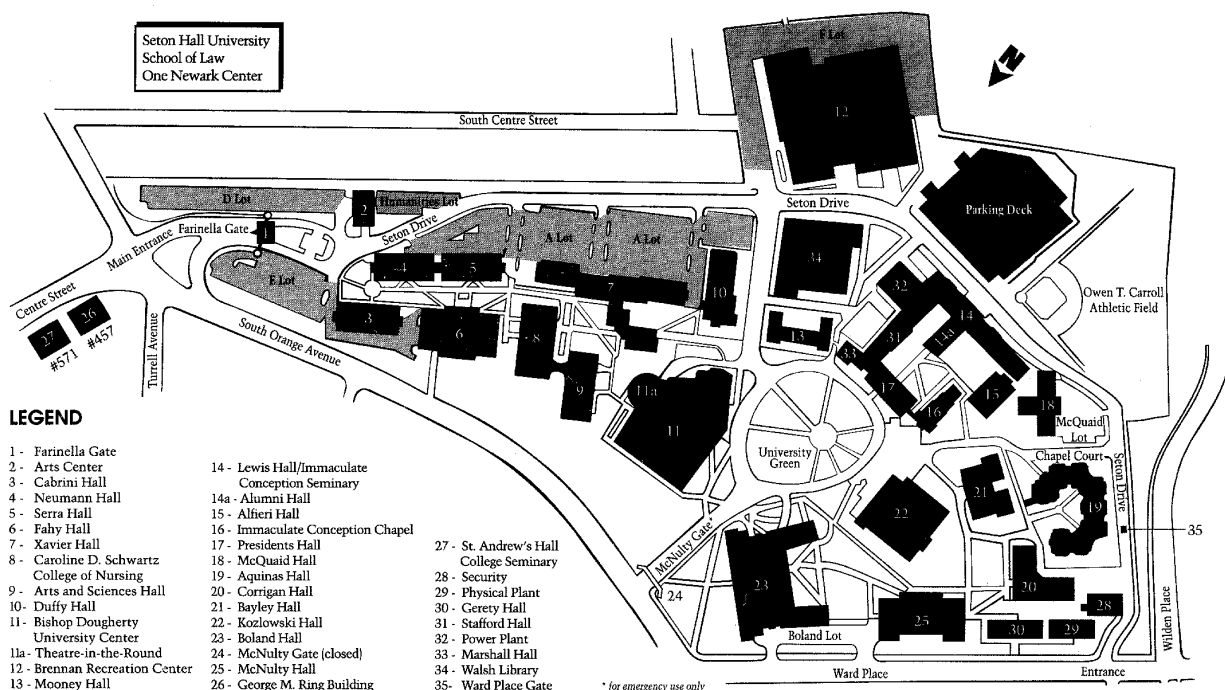 Seton Hall University
School of Law
One Newark Center
N
F Lot
12
South Centre Street
D Lot
2
Humanities Lot
Seton Drive
Seton Drive
Parking Deck
Main Entrance
Farinella Gate
1
A Lot
A Lot
4
5
7
10
34
32
14
14a
Owen T. Carroll
Athletic Field
E Lot
3
6
8
9
13
31
33
17
16
15
18
McQuaid
Lot
Centre Street
27
26
#571
#457
Turrell Avenue
South Orange Avenue
11a
11
University
Green
Chapel Court
Seton Drive
19
21
22
35
McNulty Gate*
24
23
20
28
25
30
29
Boland Lot
Wilden Place
Ward Place
Entrance
LEGEND
1 - Farinella Gate
2 - Arts Center
3 - Cabrini Hall
4 - Neumann Hall
5 - Serra Hall
6 - Fahy Hall
7 - Xavier Hall
8 - Caroline D. Schwartz
College of Nursing
9 - Arts and Sciences Hall
10- Duffy Hall
11- Bishop Dougherty
University Center
11a- Theatre-in-the-Round
12 - Brennan Recreation Center
13 - Mooney Hall
14 - Lewis Hall/Immaculate
Conception Seminary
14a - Alumni Hall
15 - Alfieri Hall
16 - Immaculate Conception Chapel
17 - Presidents Hall
18 - McQuaid Hall
19 - Aquinas Hall
20 - Corrigan Hall
21 - Bayley Hall
22 - Kozlowski Hall
23 - Boland Hall
24 - McNulty Gate (closed)
25 - McNulty Hall
26 - George M. Ring Building
27 - St. Andrew's Hall
College Seminary
28 - Security
29 - Physical Plant
30 - Gerety Hall
31 - Stafford Hall
32 - Power Plant
33 - Marshall Hall
34 - Walsh Library
35- Ward Place Gate
* for emergency use only